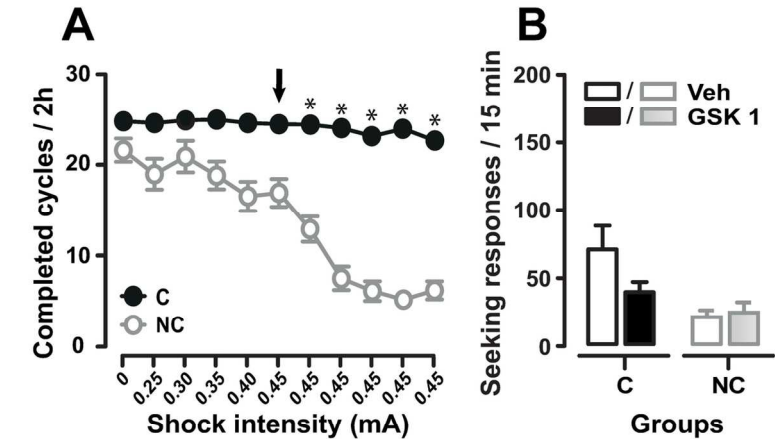 A
Completed cycles / 2h
30
20
10
0
* * * * *
C
NC
0 0.25 0.30 0.35 0.40 0.45 0.45 0.45 0.45 0.45 0.45
Shock intensity (mA)
B
Seeking responses / 15 min
200
150
100
50
0
/ Veh
/ GSK 1
C NC
Groups